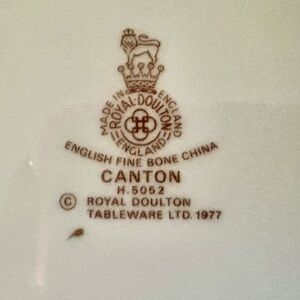 MADE IN ENGLAND
ROYAL DOULTON
ENGLAND
ENGLISH FINE BONE CHINA
CANTON
H.5052
© ROYAL DOULTON
TABLEWARE LTD. 1977